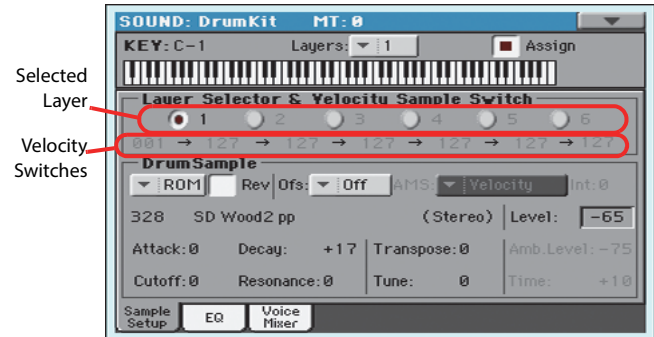 SOUND: DrumKit MT: 0
KEY: C-1 Layers: 1 Assign
Selected
Layer
Layer Selector & Velocity Sample Switch
1 2 3 4 5 6
Velocity
Switches
001 → 127 → 127 → 127 → 127 → 127 → 127
DrumSample
ROM Rev Ofs: Off AMS: Velocity Int: 0
328 SD Wood2 pp (Stereo) Level: -65
Attack: 0 Decay: +17 Transpose: 0 Amb.Level: -75
Cutoff: 0 Resonance: 0 Tune: 0 Time: +10
Sample
Setup EQ Voice
Mixer